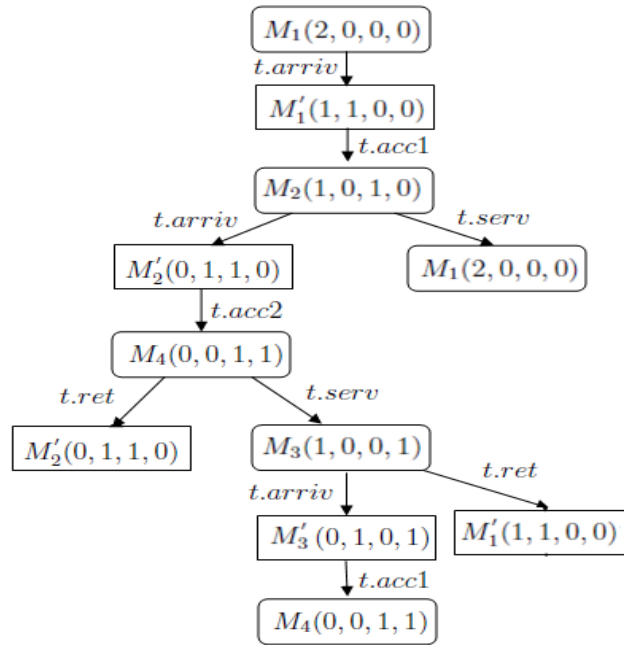 M₁(2, 0, 0, 0)
t.arriv
M′₁(1, 1, 0, 0)
t.acc1
M₂(1, 0, 1, 0)
t.arriv t.serv
M′₂(0, 1, 1, 0) M₁(2, 0, 0, 0)
t.acc2
M₄(0, 0, 1, 1)
t.ret t.serv
M′₂(0, 1, 1, 0) M₃(1, 0, 0, 1)
t.arriv t.ret
M′₃(0, 1, 0, 1) M′₁(1, 1, 0, 0)
t.acc1
M₄(0, 0, 1, 1)